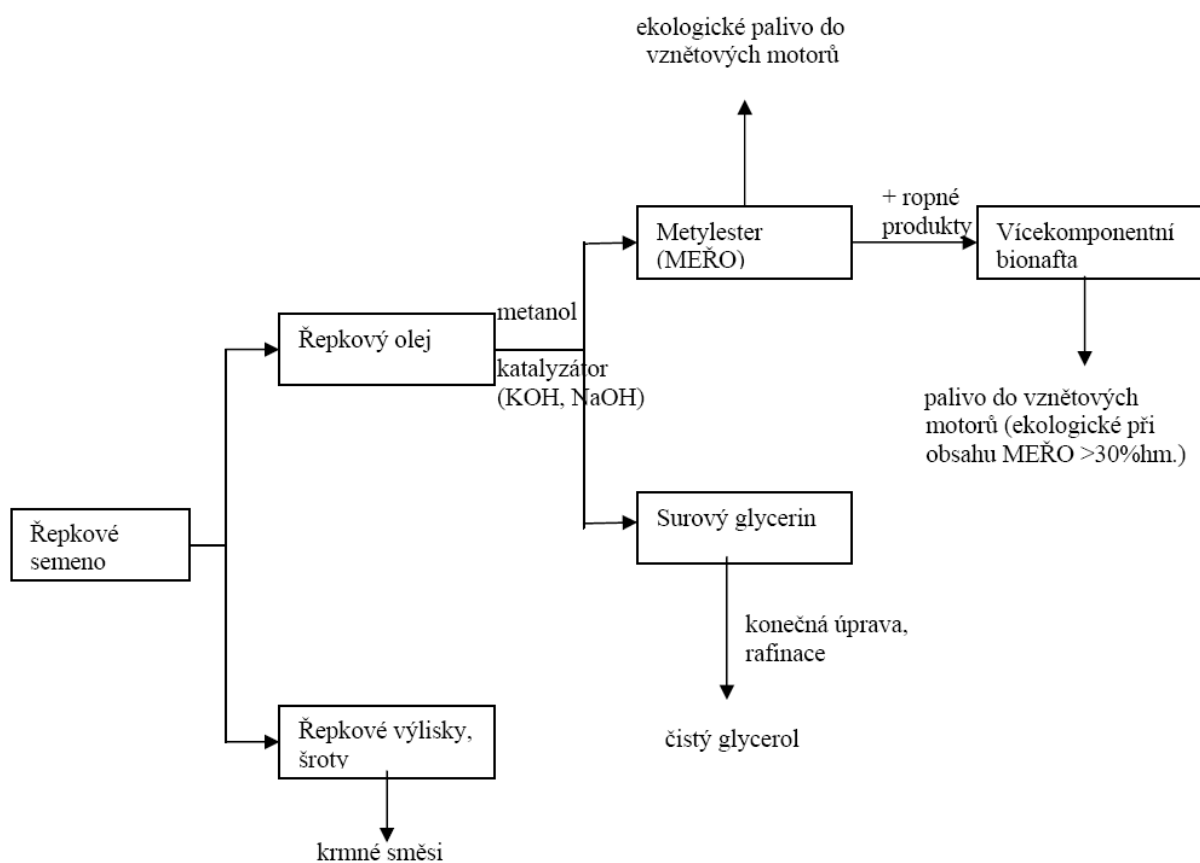 ekologické palivo do
vznětových motorů
+ ropné
produkty
Metylester
(MEŘO)
Vícekomponentní
bionafta
metanol
Řepkový olej
katalyzátor
(KOH, NaOH)
palivo do vznětových
motorů (ekologické při
obsahu MEŘO >30%hm.)
Surový glycerin
Řepkové
semeno
konečná úprava,
rafinace
Řepkové výlisky,
šroty
čistý glycerol
krmné směsi